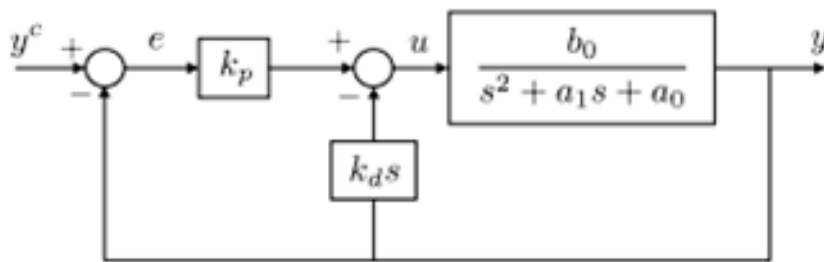 y^c + e k_p + u b_0 y
− − s^2 + a_1 s + a_0
k_d s